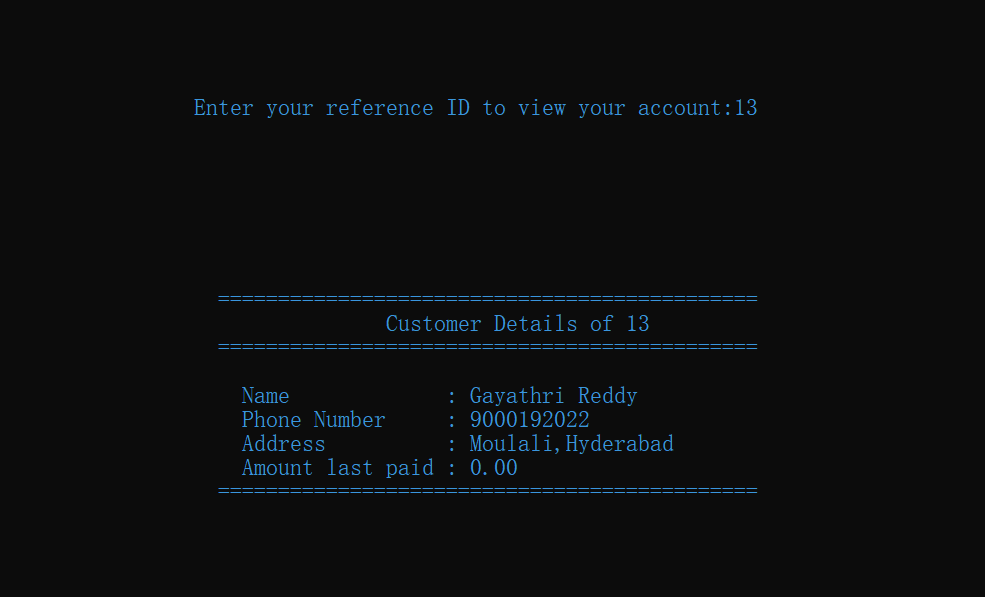 Enter your reference ID to view your account:13
=============================================
Customer Details of 13
=============================================
Name : Gayathri Reddy
Phone Number : 9000192022
Address : Moulali,Hyderabad
Amount last paid : 0.00
=============================================